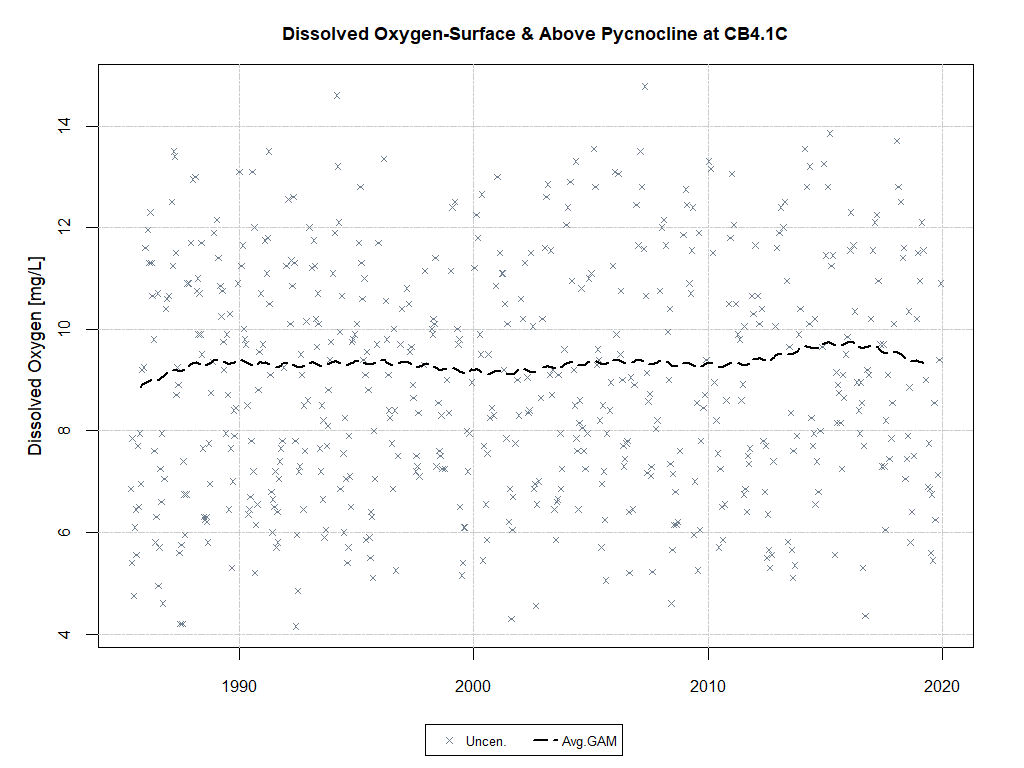 Dissolved Oxygen-Surface & Above Pycnocline at CB4.1C
Dissolved Oxygen [mg/L]
14
12
10
8
6
4
1990 2000 2010 2020
Uncen. Avg.GAM